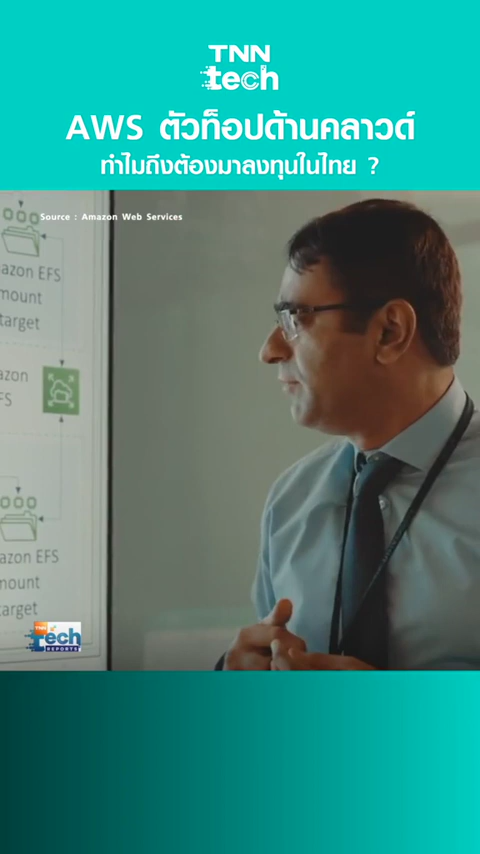 TNN
tech
AWS ตัวท็อปด้านคลาวด์
ทำไมถึงต้องมาลงทุนในไทย ?
Source : Amazon Web Services
azon EFS
mount
target
azon
FS
azon EFS
mount
target
TNN
tech
REPORTS